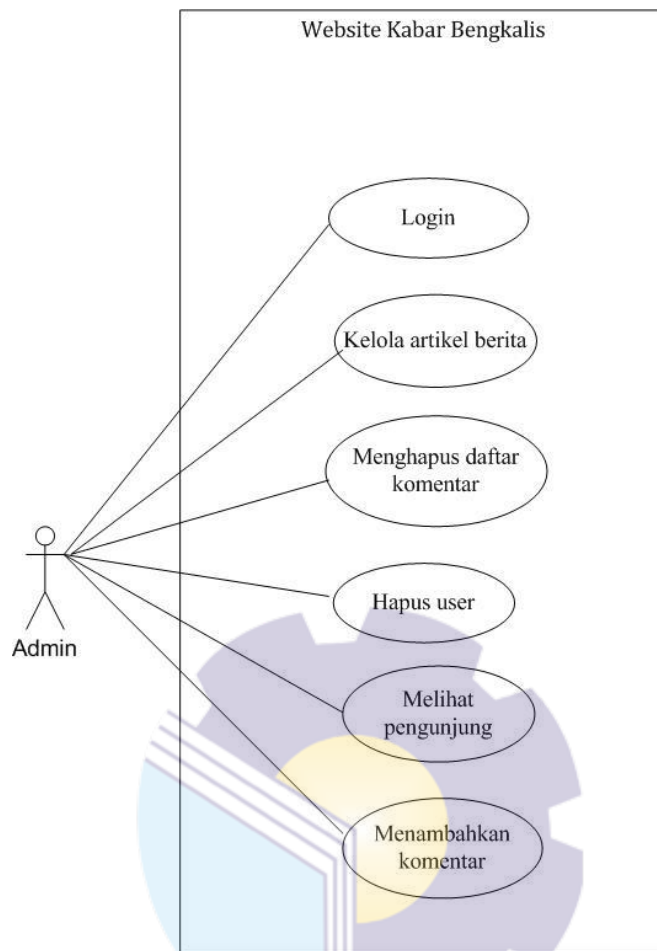 Website Kabar Bengkalis
Login
Kelola artikel berita
Menghapus daftar
komentar
Hapus user
Admin
Melihat
pengunjung
Menambahkan
komentar